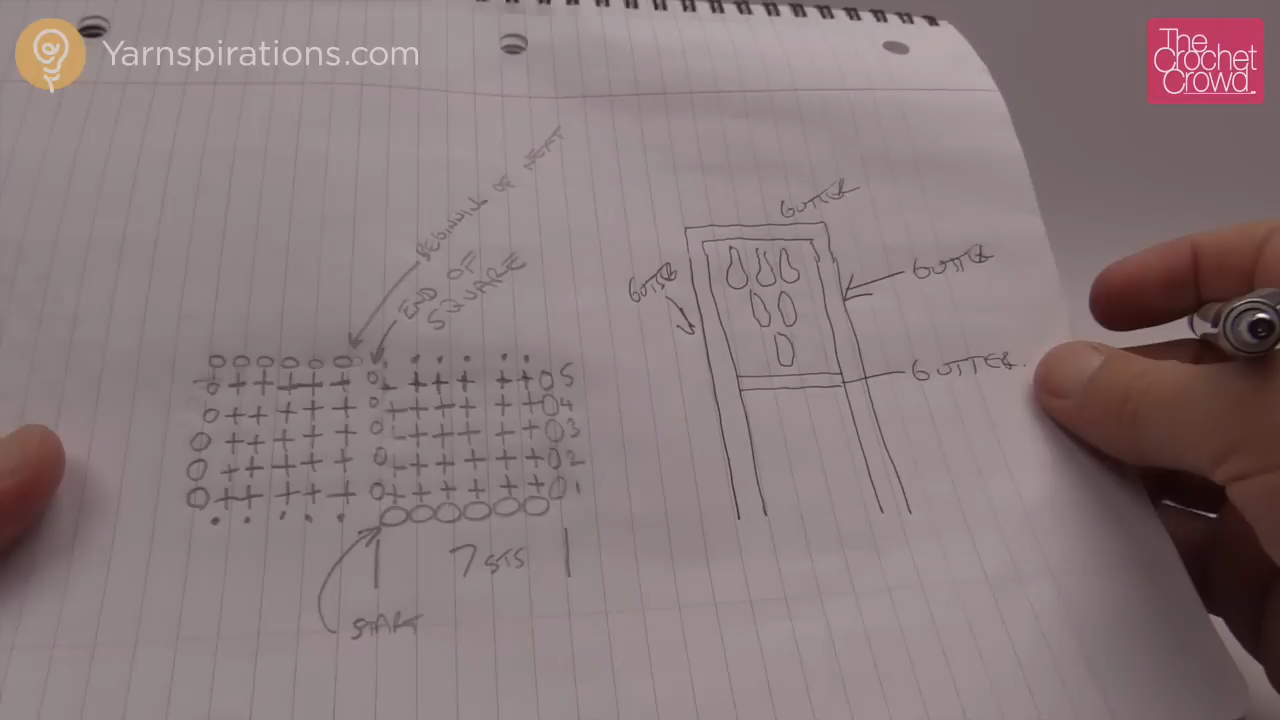 Yarnspirations.com
The
Crochet
Crowd
BEGINNING OF NEXT
END OF
SQUARE
GUTTER
GUTTER
GUTTER
GUTTER
5
4
3
2
1
7 STS
START